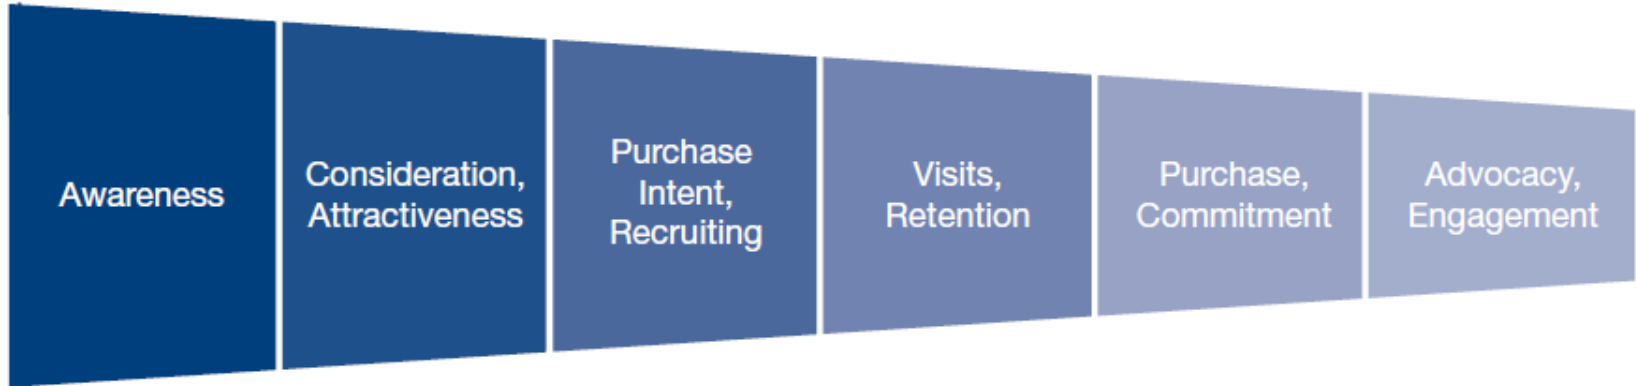 Awareness
Consideration,
Attractiveness
Purchase
Intent,
Recruiting
Visits,
Retention
Purchase,
Commitment
Advocacy,
Engagement